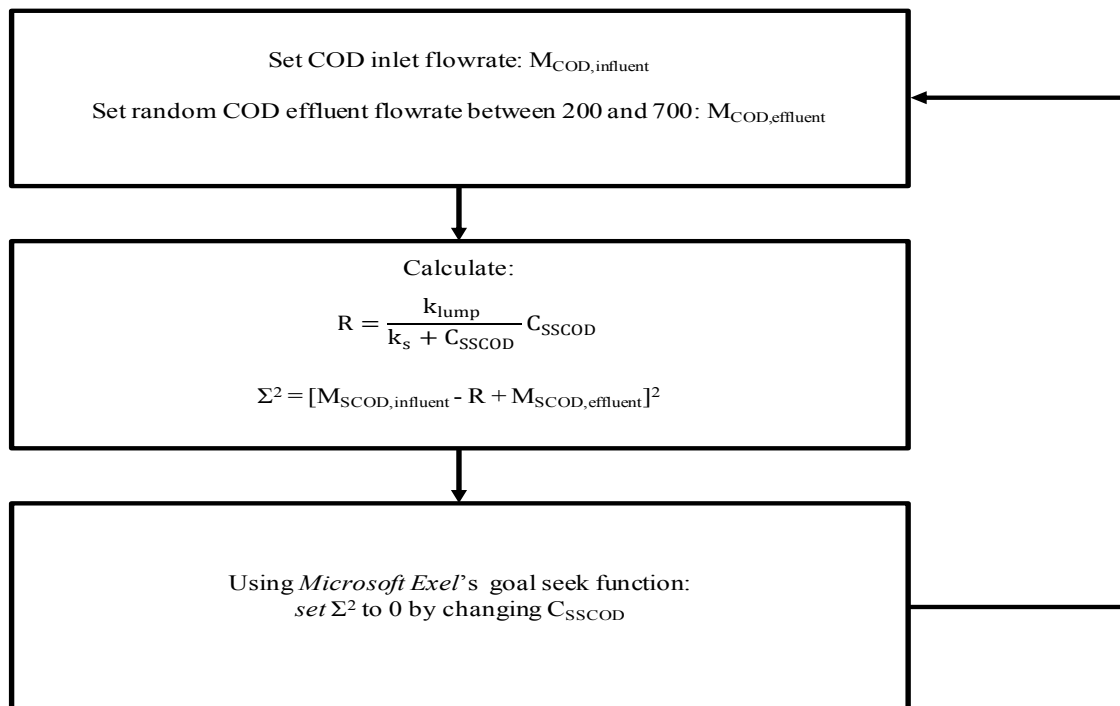 Set COD inlet flowrate: M_COD,influent
Set random COD effluent flowrate between 200 and 700: M_COD,effluent
Calculate:
R = k_lump / (k_s + C_SSCOD) C_SSCOD
Σ² = [M_SCOD,influent - R + M_SCOD,effluent]²
Using Microsoft Exel's goal seek function:
set Σ² to 0 by changing C_SSCOD